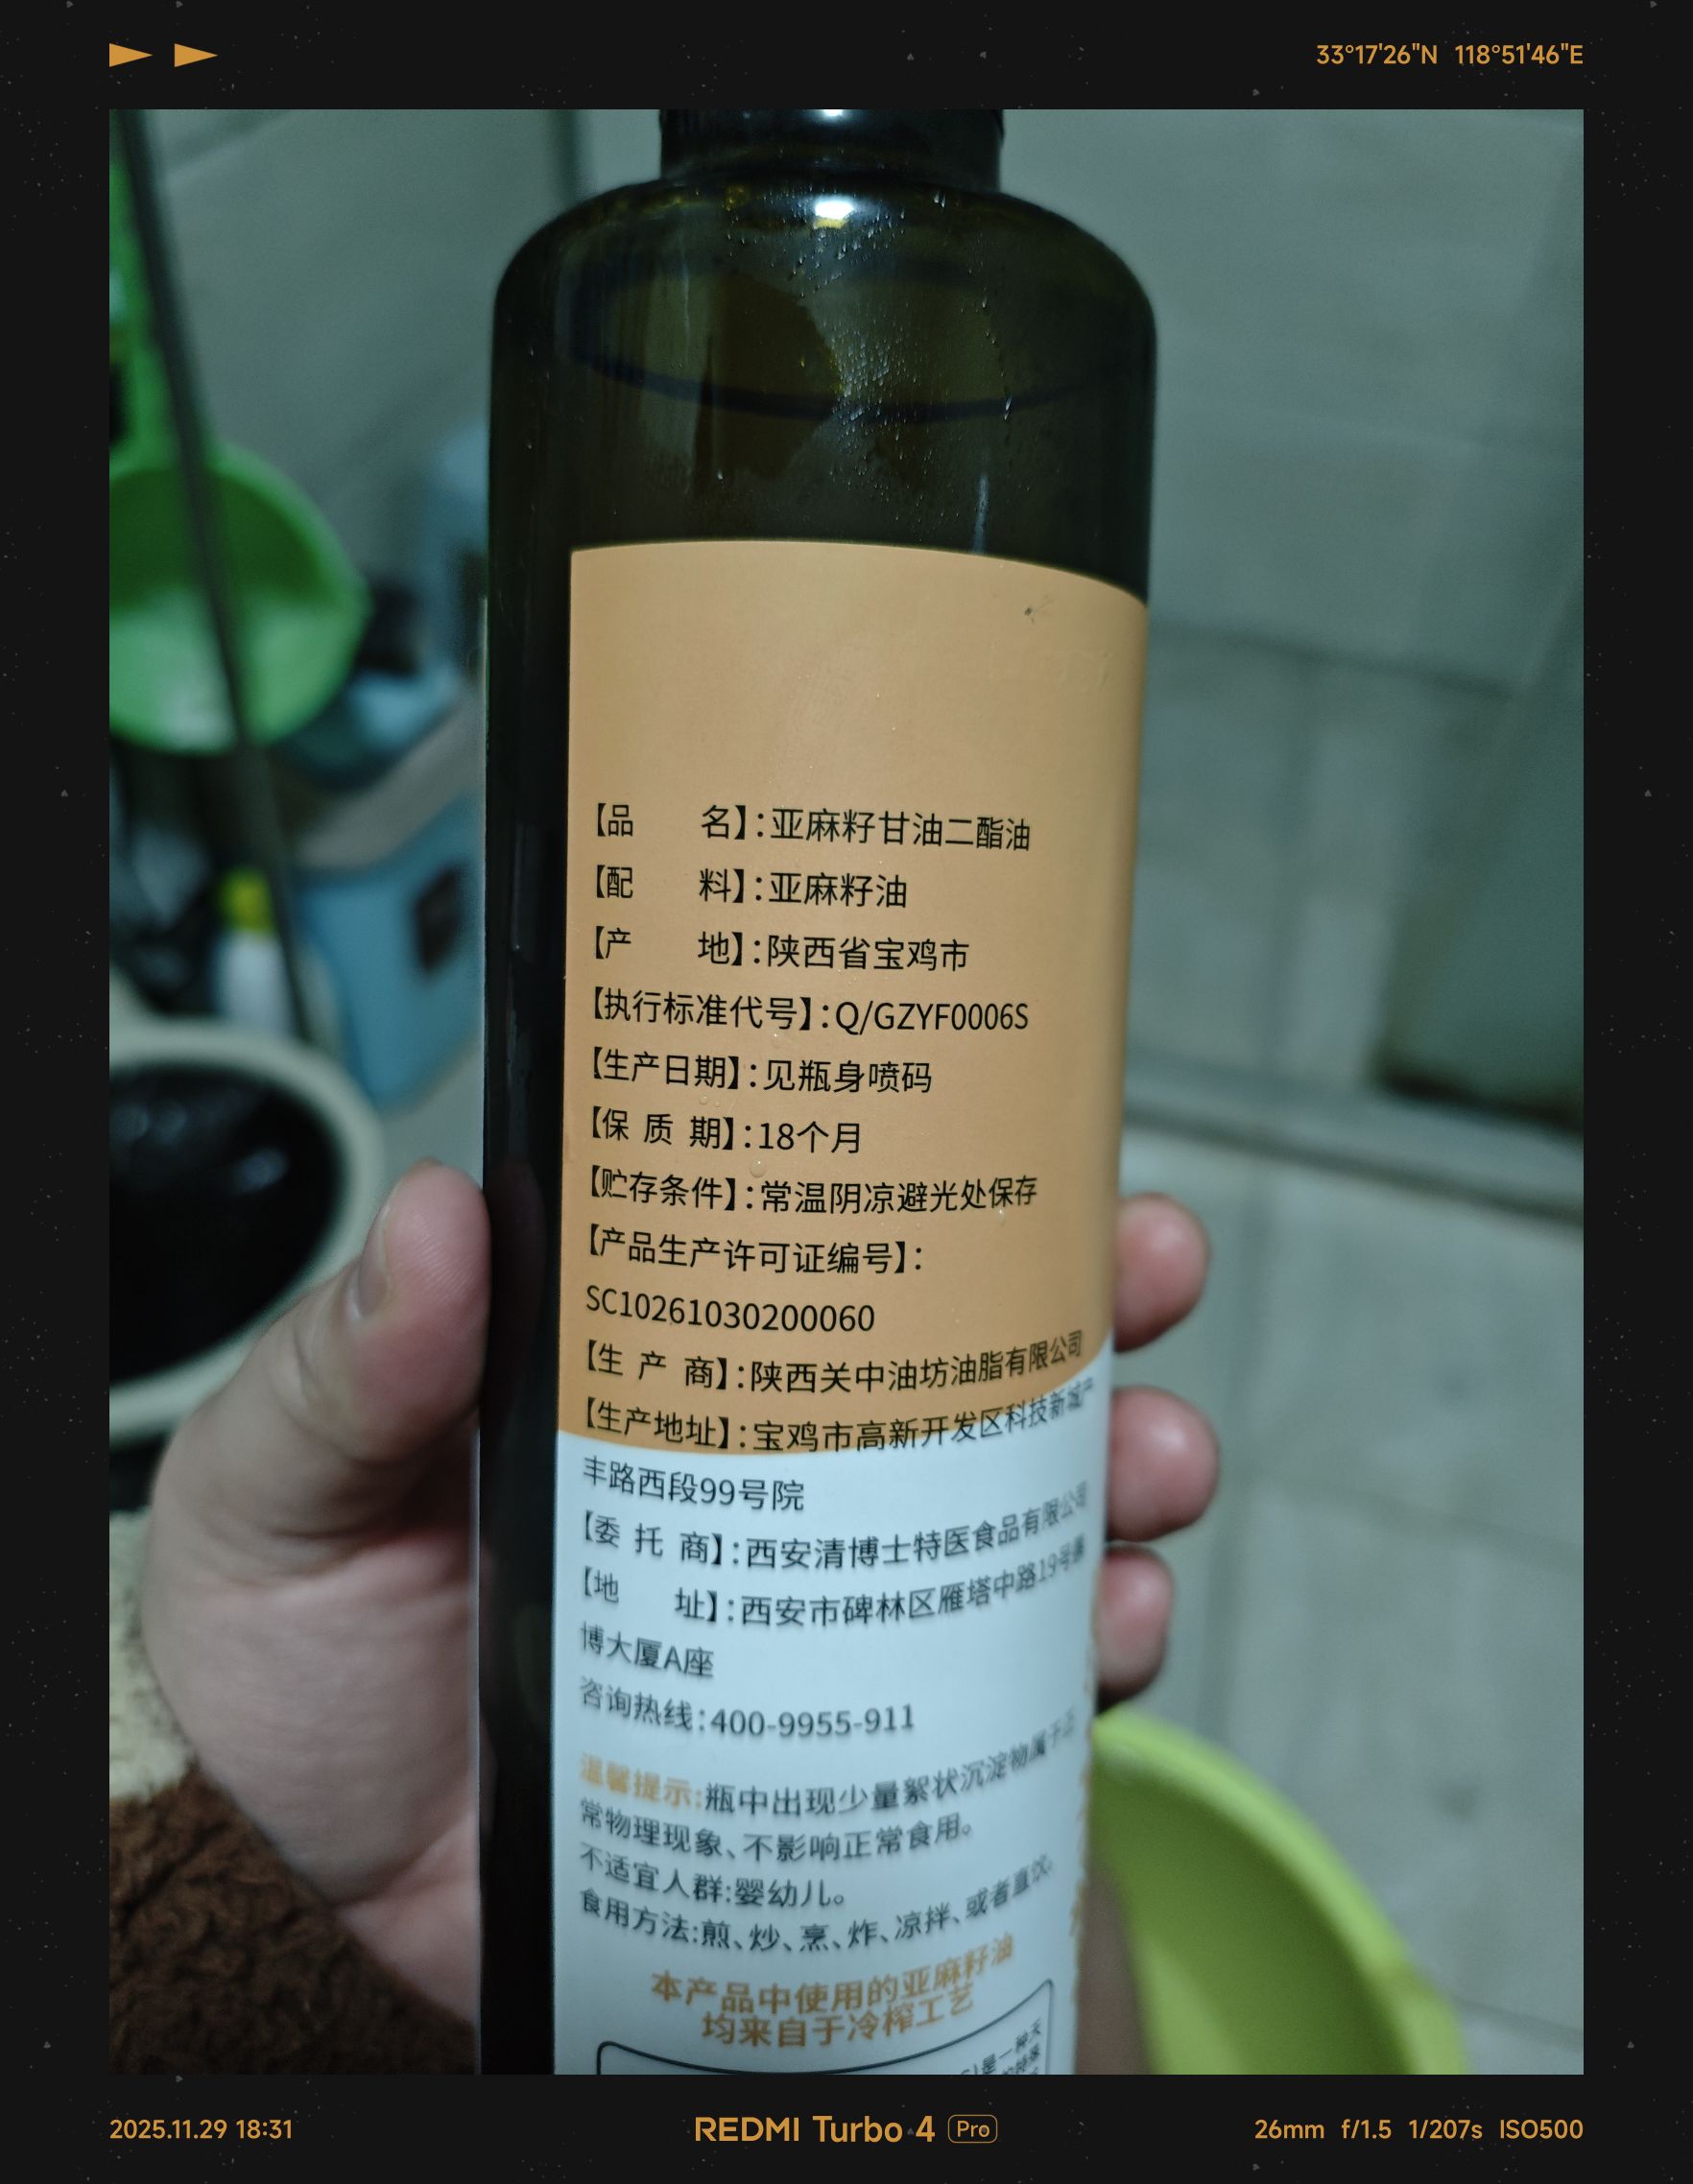 33°17'26"N 118°51'46"E
【品 名】:亚麻籽甘油二酯油
【配 料】:亚麻籽油
【产 地】:陕西省宝鸡市
【执行标准代号】:Q/GZYF0006S
【生产日期】:见瓶身喷码
【保 质 期】:18个月
【贮存条件】:常温阴凉避光处保存
【产品生产许可证编号】:
SC10261030200060
【生 产 商】:陕西关中油坊油脂有限公司
【生产地址】:宝鸡市高新开发区科技新城产
丰路西段99号院
【委 托 商】:西安清博士特医食品有限公司
【地 址】:西安市碑林区雁塔中路19号
博大厦A座
咨询热线:400-9955-911
温馨提示:瓶中出现少量絮状沉淀物属于正
常物理现象、不影响正常食用。
不适宜人群:婴幼儿。
食用方法:煎、炒、烹、炸、凉拌、或者直饮。
本产品中使用的亚麻籽油
均来自于冷榨工艺
是一种天
2025.11.29 18:31
REDMI Turbo 4 Pro
26mm f/1.5 1/207s ISO500